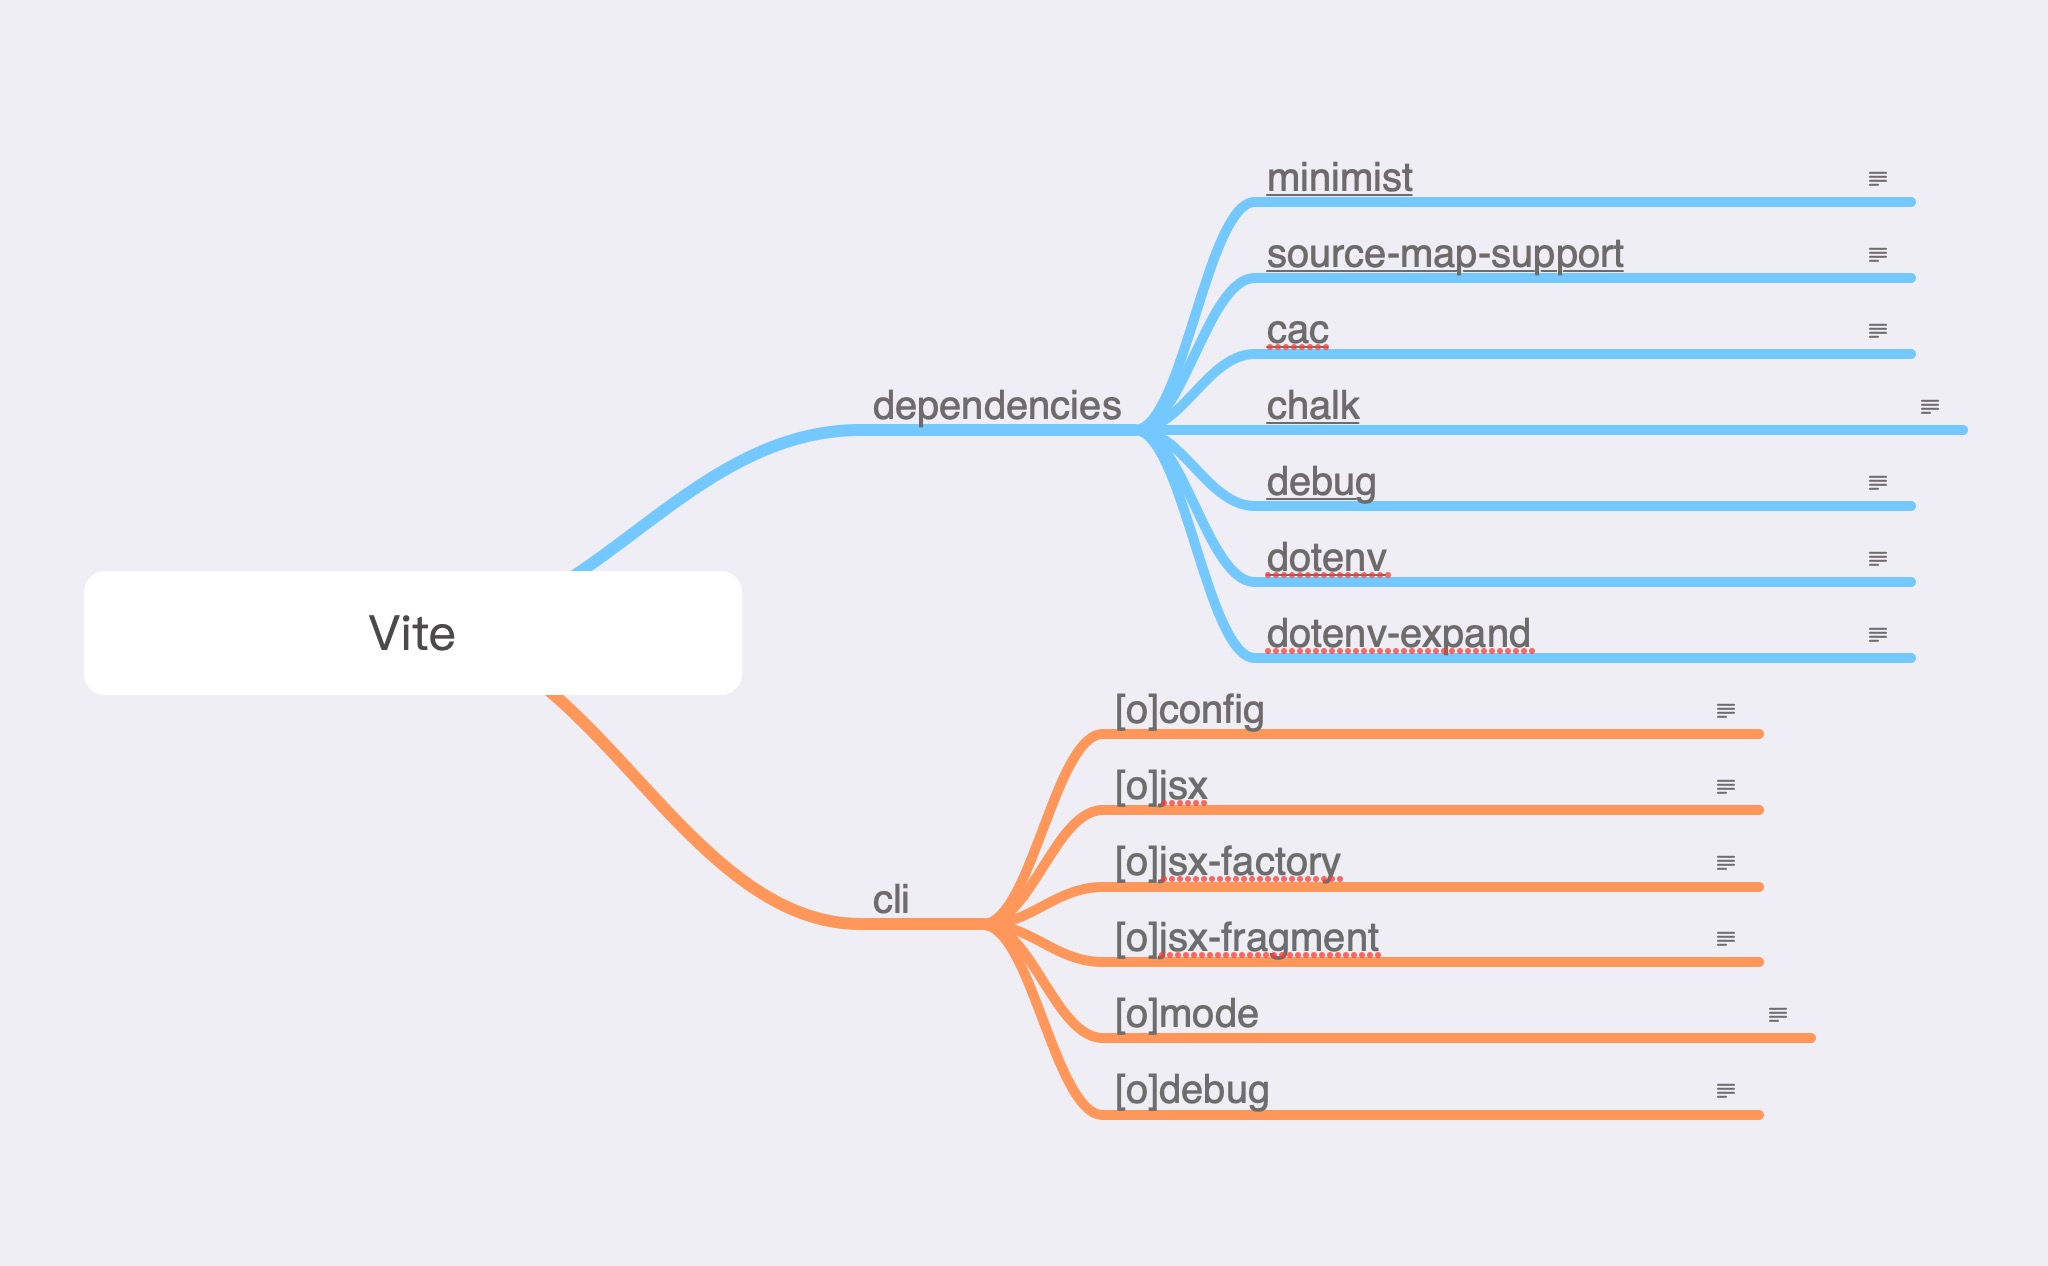 Vite
dependencies
minimist
source-map-support
cac
chalk
debug
dotenv
dotenv-expand
cli
[o]config
[o]jsx
[o]jsx-factory
[o]jsx-fragment
[o]mode
[o]debug